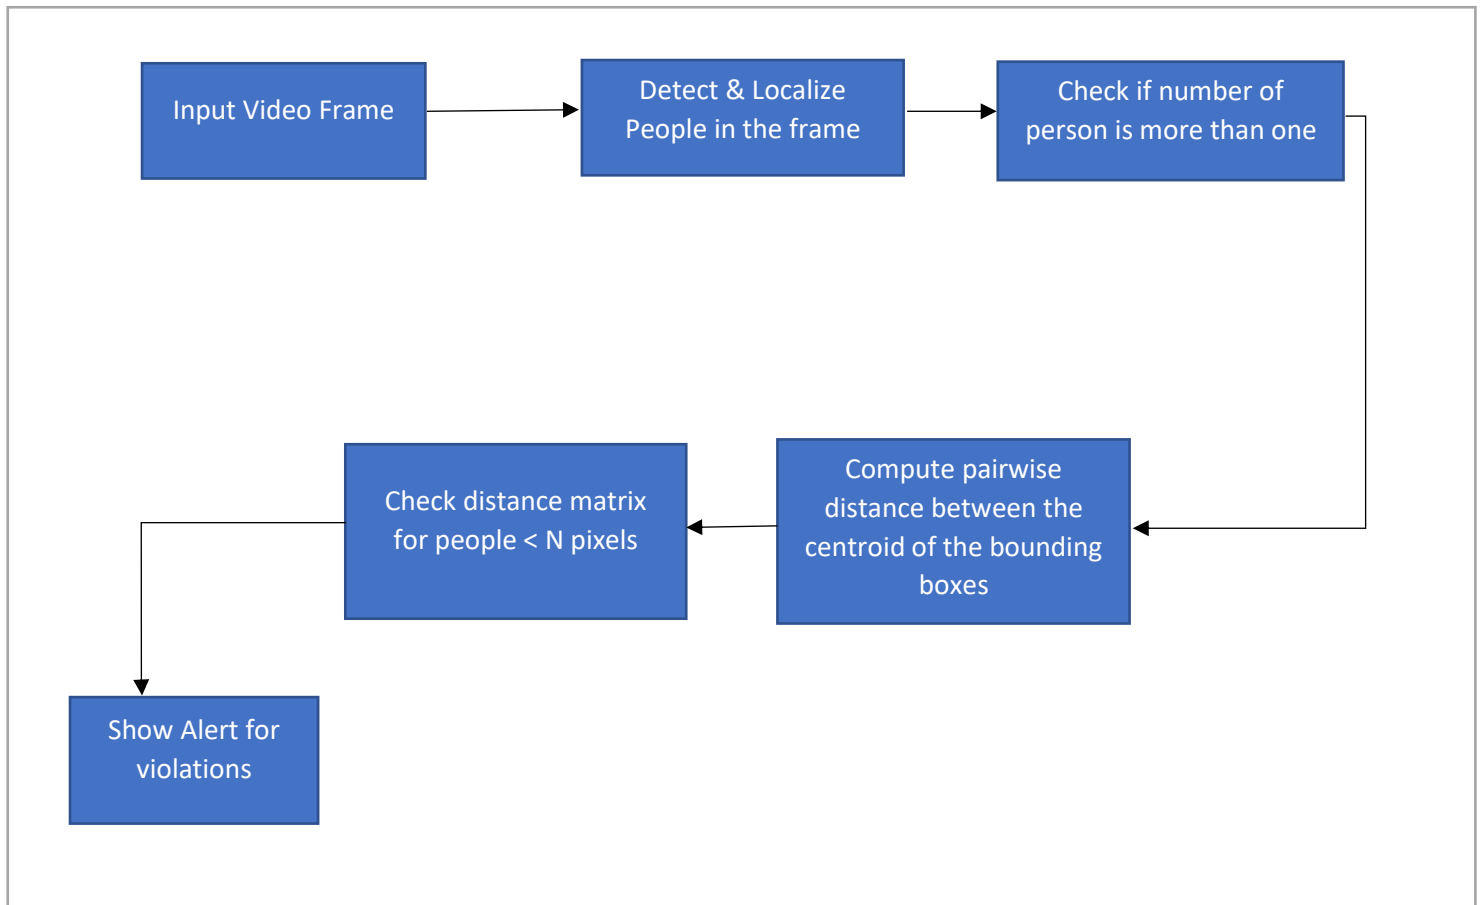 Input Video Frame
Detect & Localize
People in the frame
Check if number of
person is more than one
Compute pairwise
distance between the
centroid of the bounding
boxes
Check distance matrix
for people < N pixels
Show Alert for
violations